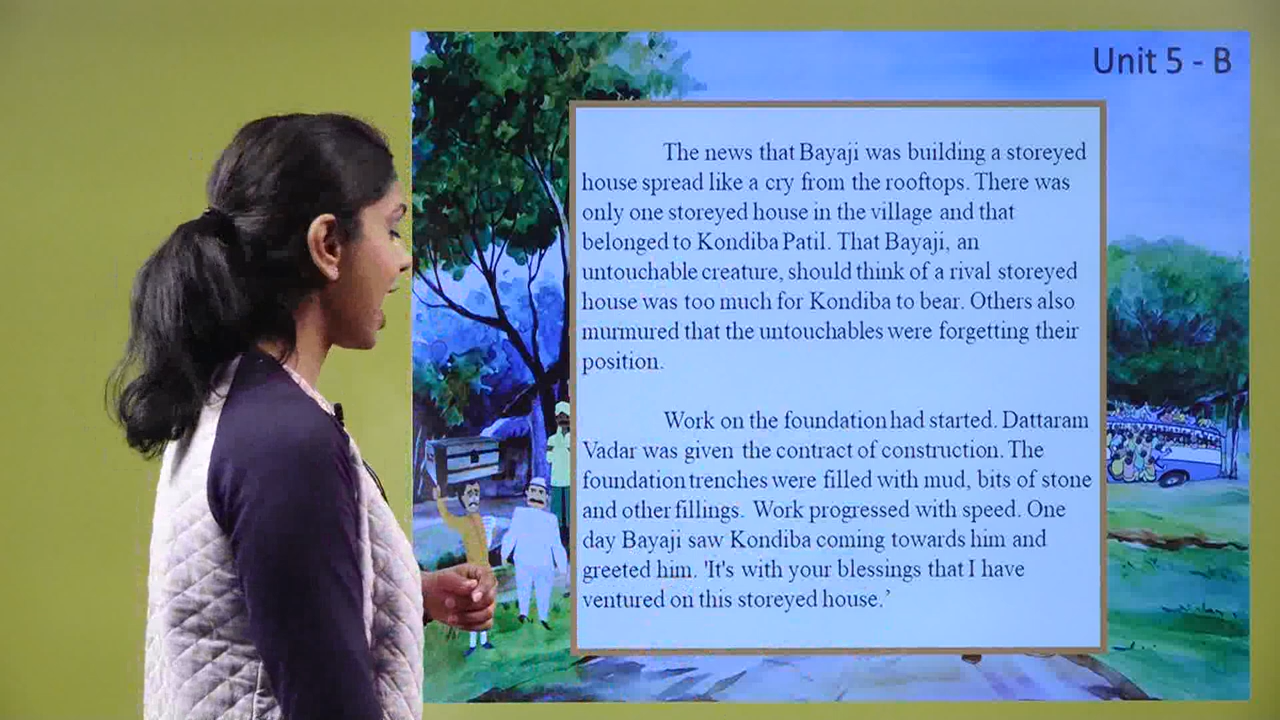 Unit 5 - B
The news that Bayaji was building a storeyed
house spread like a cry from the rooftops. There was
only one storeyed house in the village and that
belonged to Kondiba Patil. That Bayaji, an
untouchable creature, should think of a rival storeyed
house was too much for Kondiba to bear. Others also
murmured that the untouchables were forgetting their
position.
Work on the foundation had started. Dattaram
Vadar was given the contract of construction. The
foundation trenches were filled with mud, bits of stone
and other fillings. Work progressed with speed. One
day Bayaji saw Kondiba coming towards him and
greeted him. 'It's with your blessings that I have
ventured on this storeyed house.’